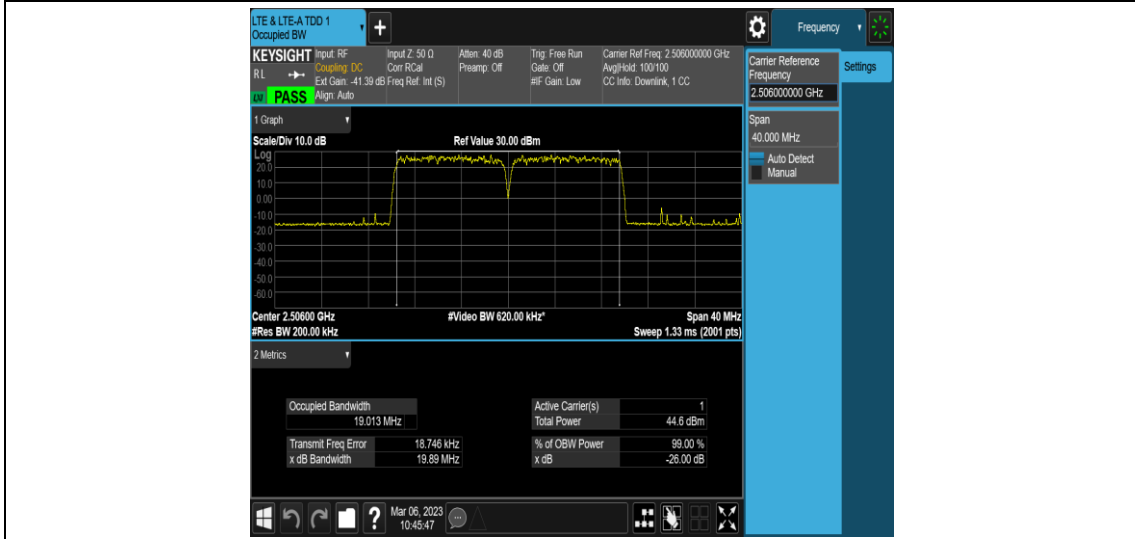 LTE & LTE-A TDD 1
Occupied BW
+
Frequency
KEYSIGHT
RL
PASS
Input: RF
Coupling: DC
Ext Gain: -41.39 dB
Align: Auto
Input Z: 50 Ω
Corr RCal
Freq Ref: Int (S)
Atten: 40 dB
Preamp: Off
Trig: Free Run
Gate: Off
#IF Gain: Low
Carrier Ref Freq: 2.506000000 GHz
Avg|Hold: 100/100
CC Info: Downlink, 1 CC
Carrier Reference
Frequency
2.506000000 GHz
Settings
Span
40.000 MHz
Auto Detect
Manual
1 Graph
Scale/Div 10.0 dB
Ref Value 30.00 dBm
Log
20.0
10.0
0.00
-10.0
-20.0
-30.0
-40.0
-50.0
-60.0
Center 2.50600 GHz
#Video BW 620.00 kHz*
Span 40 MHz
#Res BW 200.00 kHz
Sweep 1.33 ms (2001 pts)
2 Metrics
Occupied Bandwidth
19.013 MHz
Transmit Freq Error 18.746 kHz
x dB Bandwidth 19.89 MHz
Active Carrier(s) 1
Total Power 44.6 dBm
% of OBW Power 99.00 %
x dB -26.00 dB
?
Mar 06, 2023
10:45:47